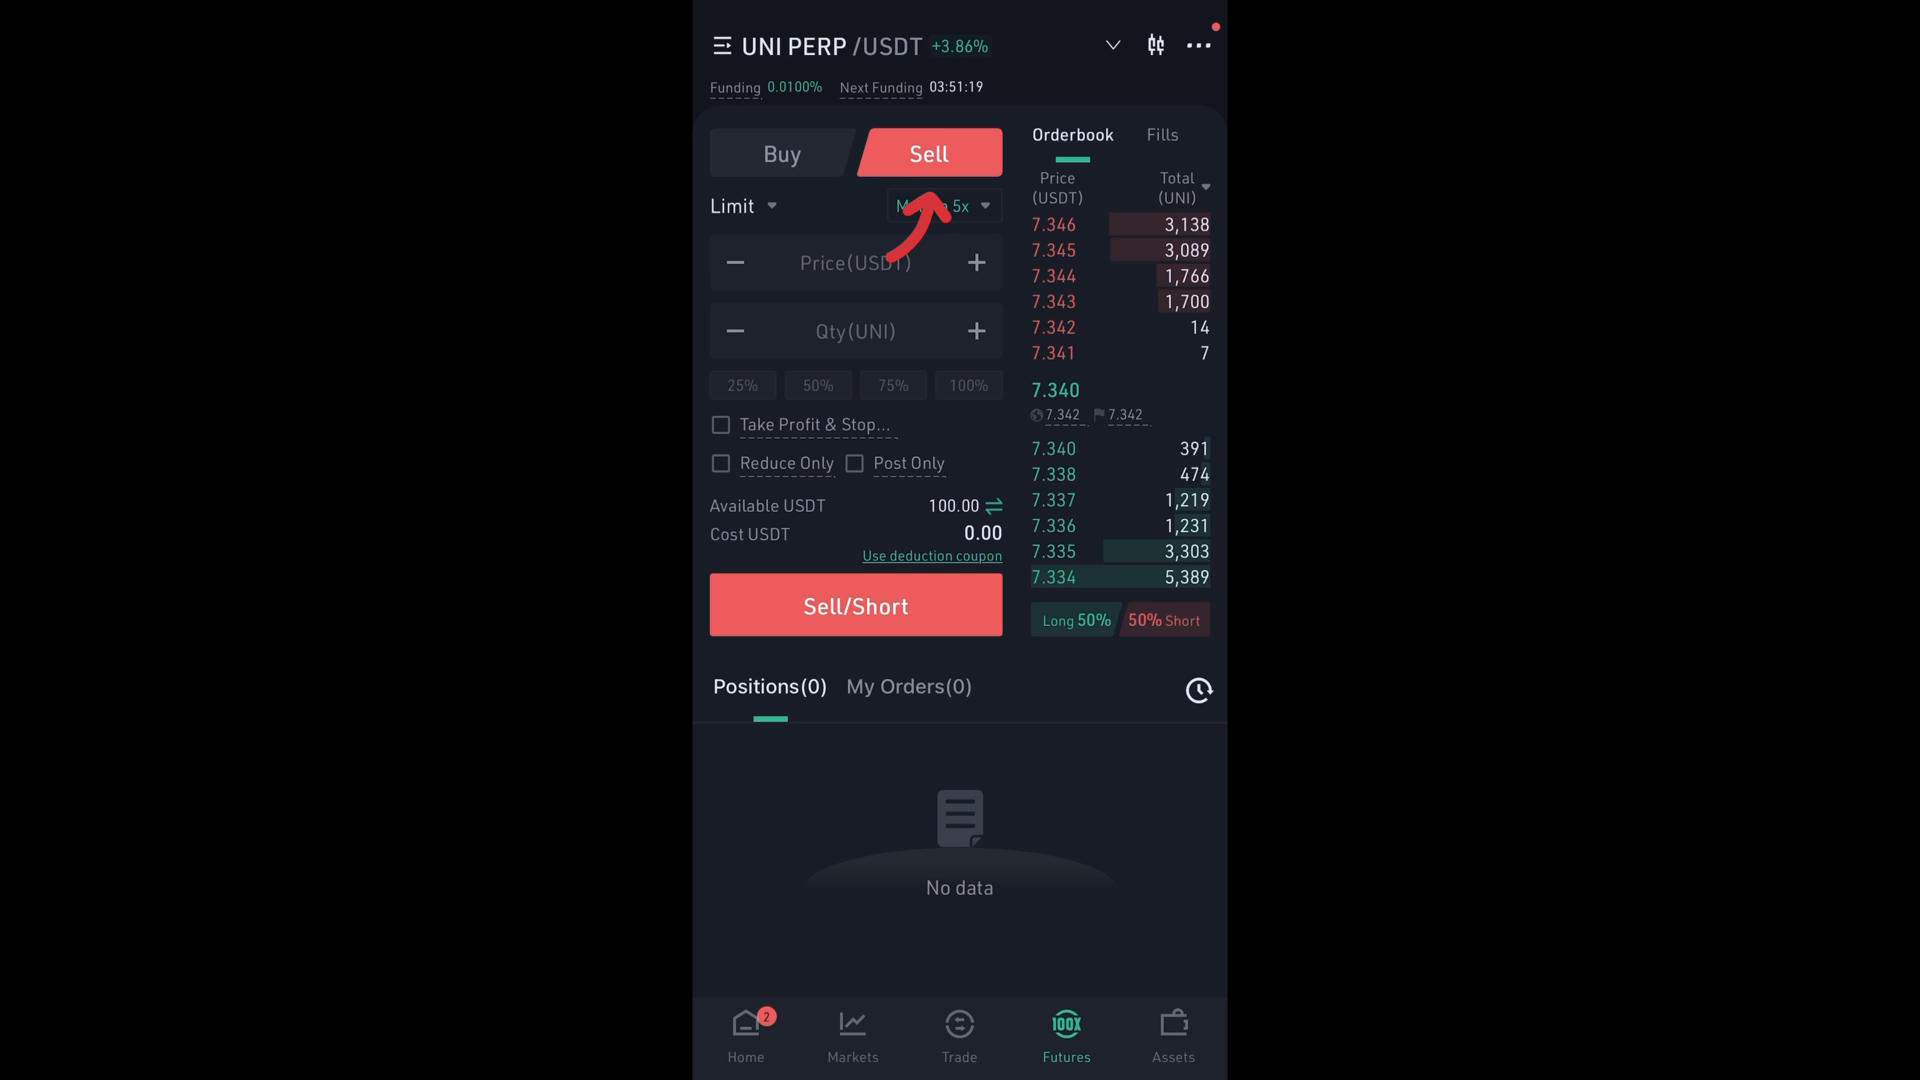 UNI PERP /USDT +3.86%
Funding 0.0100% Next Funding 03:51:19
Buy
Sell
Limit
5x
Price(USDT)
Qty(UNI)
25% 50% 75% 100%
Take Profit & Stop...
Reduce Only Post Only
Available USDT 100.00
Cost USDT 0.00
Use deduction coupon
Sell/Short
Orderbook Fills
Price Total
(USDT) (UNI)
7.346 3,138
7.345 3,089
7.344 1,766
7.343 1,700
7.342 14
7.341 7
7.340
7.342 7.342
7.340 391
7.338 474
7.337 1,219
7.336 1,231
7.335 3,303
7.334 5,389
Long 50% 50% Short
Positions(0) My Orders(0)
No data
2
100X
Home Markets Trade Futures Assets